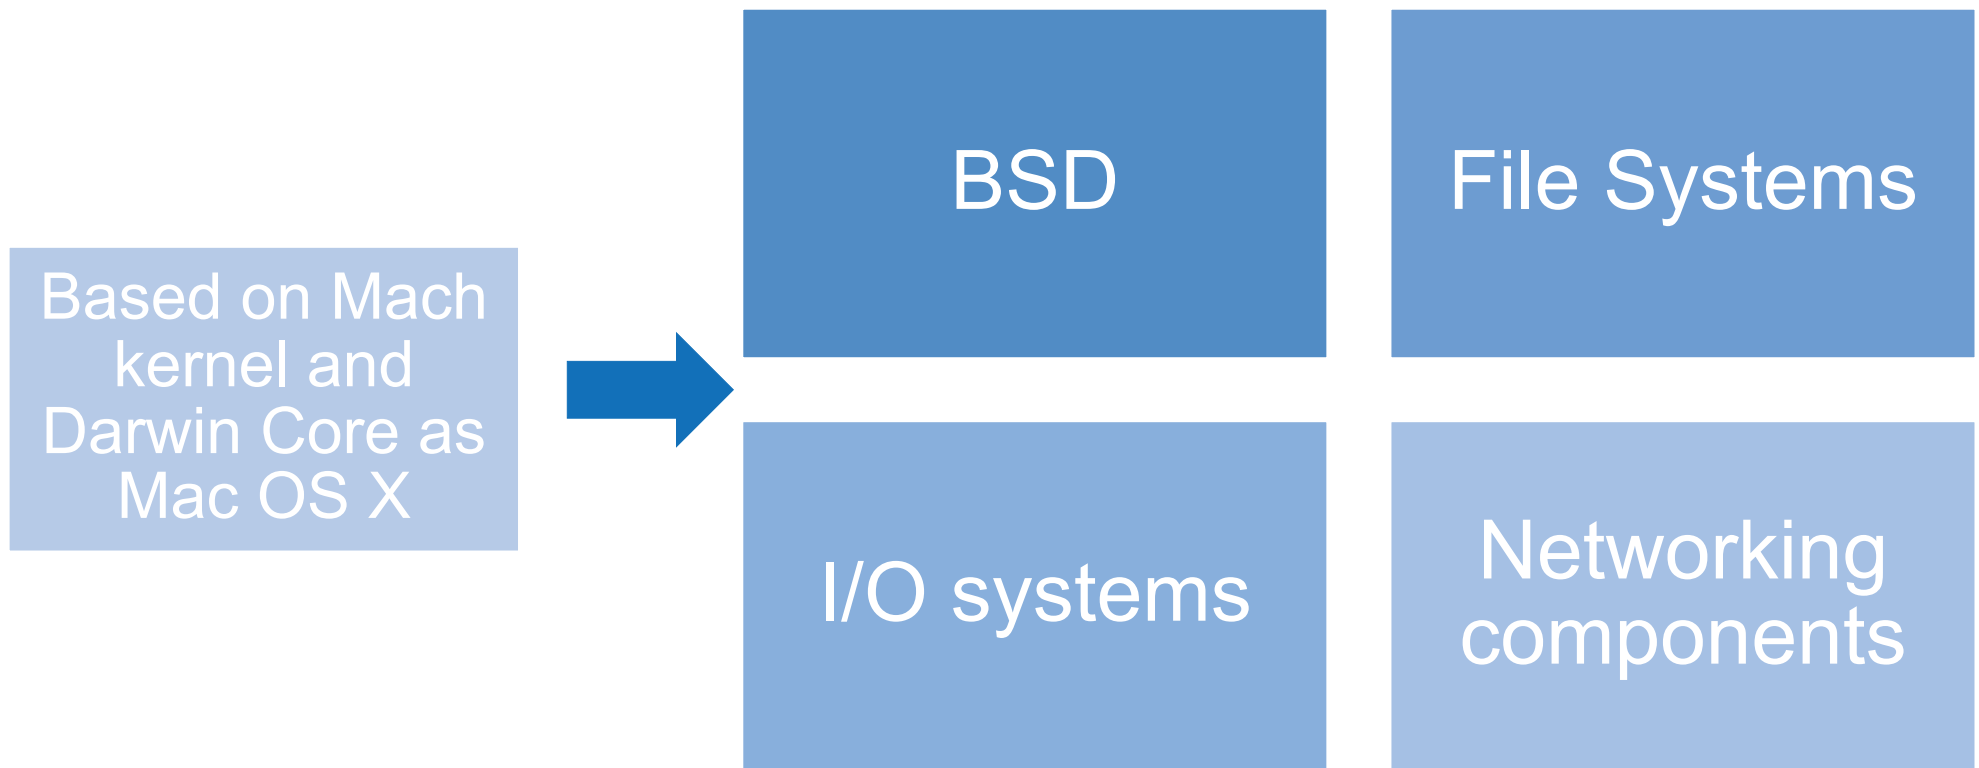 Based on Mach
kernel and
Darwin Core as
Mac OS X
BSD
File Systems
I/O systems
Networking
components